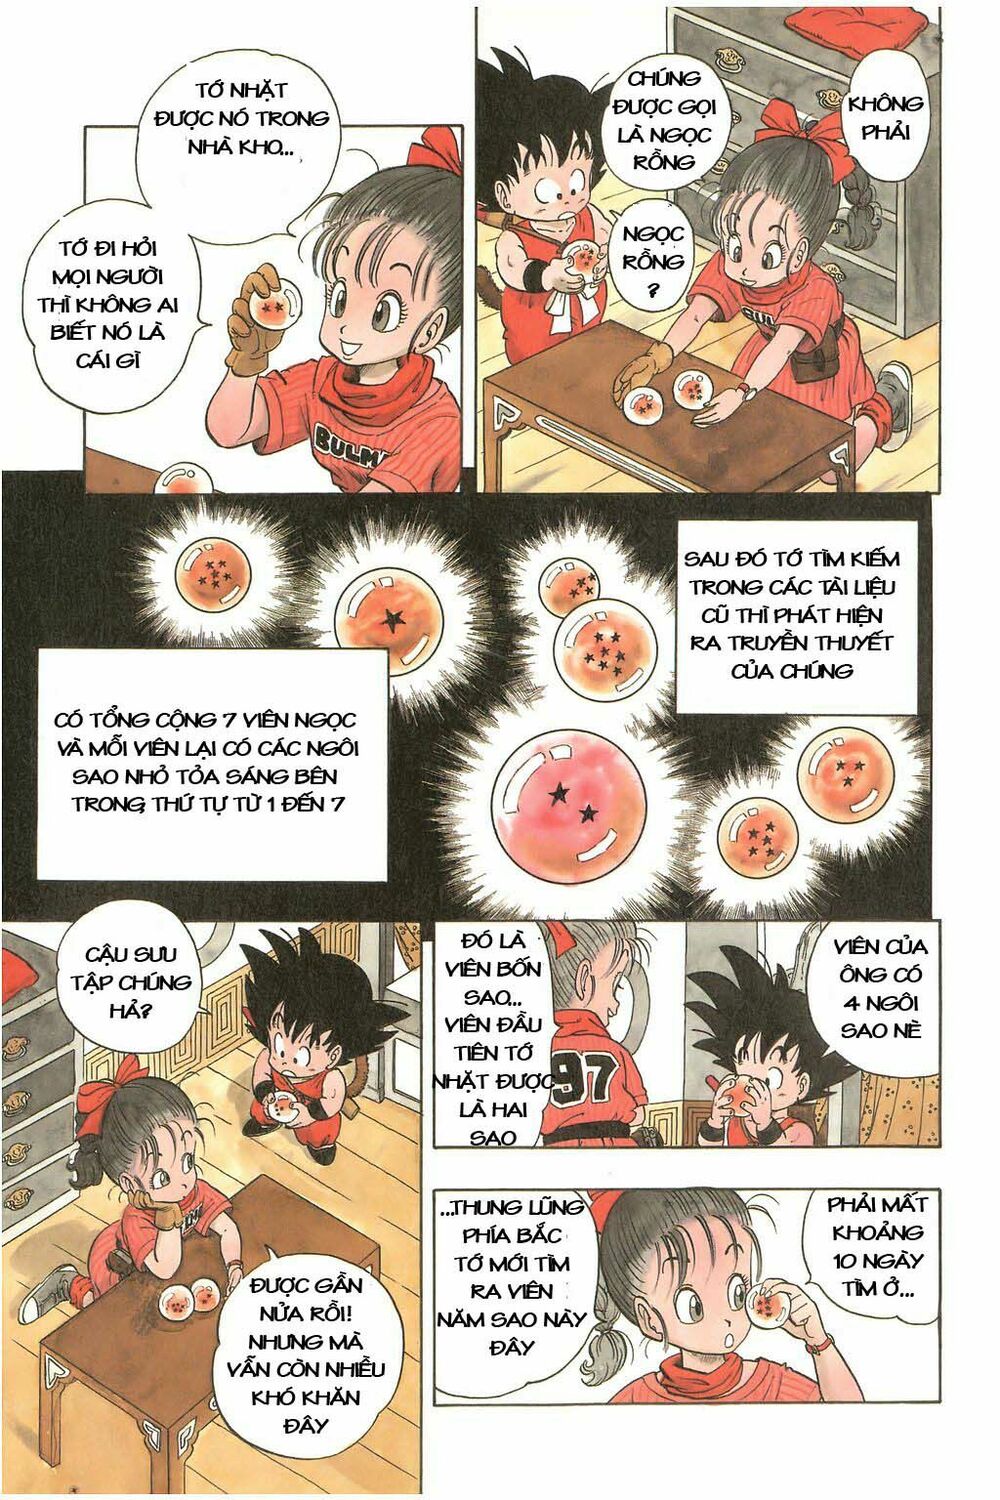 KHÔNG
PHẢI
CHÚNG
ĐƯỢC GỌI
LÀ NGỌC
RỒNG
NGỌC
RỒNG
?
BUL
TỚ NHẶT
ĐƯỢC NÓ TRONG
NHÀ KHO...
TỚ ĐI HỎI
MỌI NGƯỜI
THÌ KHÔNG AI
BIẾT NÓ LÀ
CÁI GÌ
BULM
SAU ĐÓ TỚ TÌM KIẾM
TRONG CÁC TÀI LIỆU
CŨ THÌ PHÁT HIỆN
RA TRUYỀN THUYẾT
CỦA CHÚNG
CÓ TỔNG CỘNG 7 VIÊN NGỌC
VÀ MỖI VIÊN LẠI CÓ CÁC NGÔI
SAO NHỎ TỎA SÁNG BÊN
TRONG, THỨ TỰ TỪ 1 ĐẾN 7
VIÊN CỦA
ÔNG CÓ
4 NGÔI
SAO NÈ
ĐÓ LÀ
VIÊN BỐN
SAO...
VIÊN ĐẦU
TIÊN TỚ
NHẶT ĐƯỢC
LÀ HAI
SAO
97
PHẢI MẤT
KHOẢNG
10 NGÀY
TÌM Ở...
...THUNG LŨNG
PHÍA BẮC
TỚ MỚI TÌM
RA VIÊN
NĂM SAO NÀY
ĐÂY
CẬU SƯU
TẬP CHÚNG
HẢ?
ĐƯỢC GẦN
NỬA RỒI!
NHƯNG MÀ
VẪN CÒN NHIỀU
KHÓ KHĂN
ĐÂY